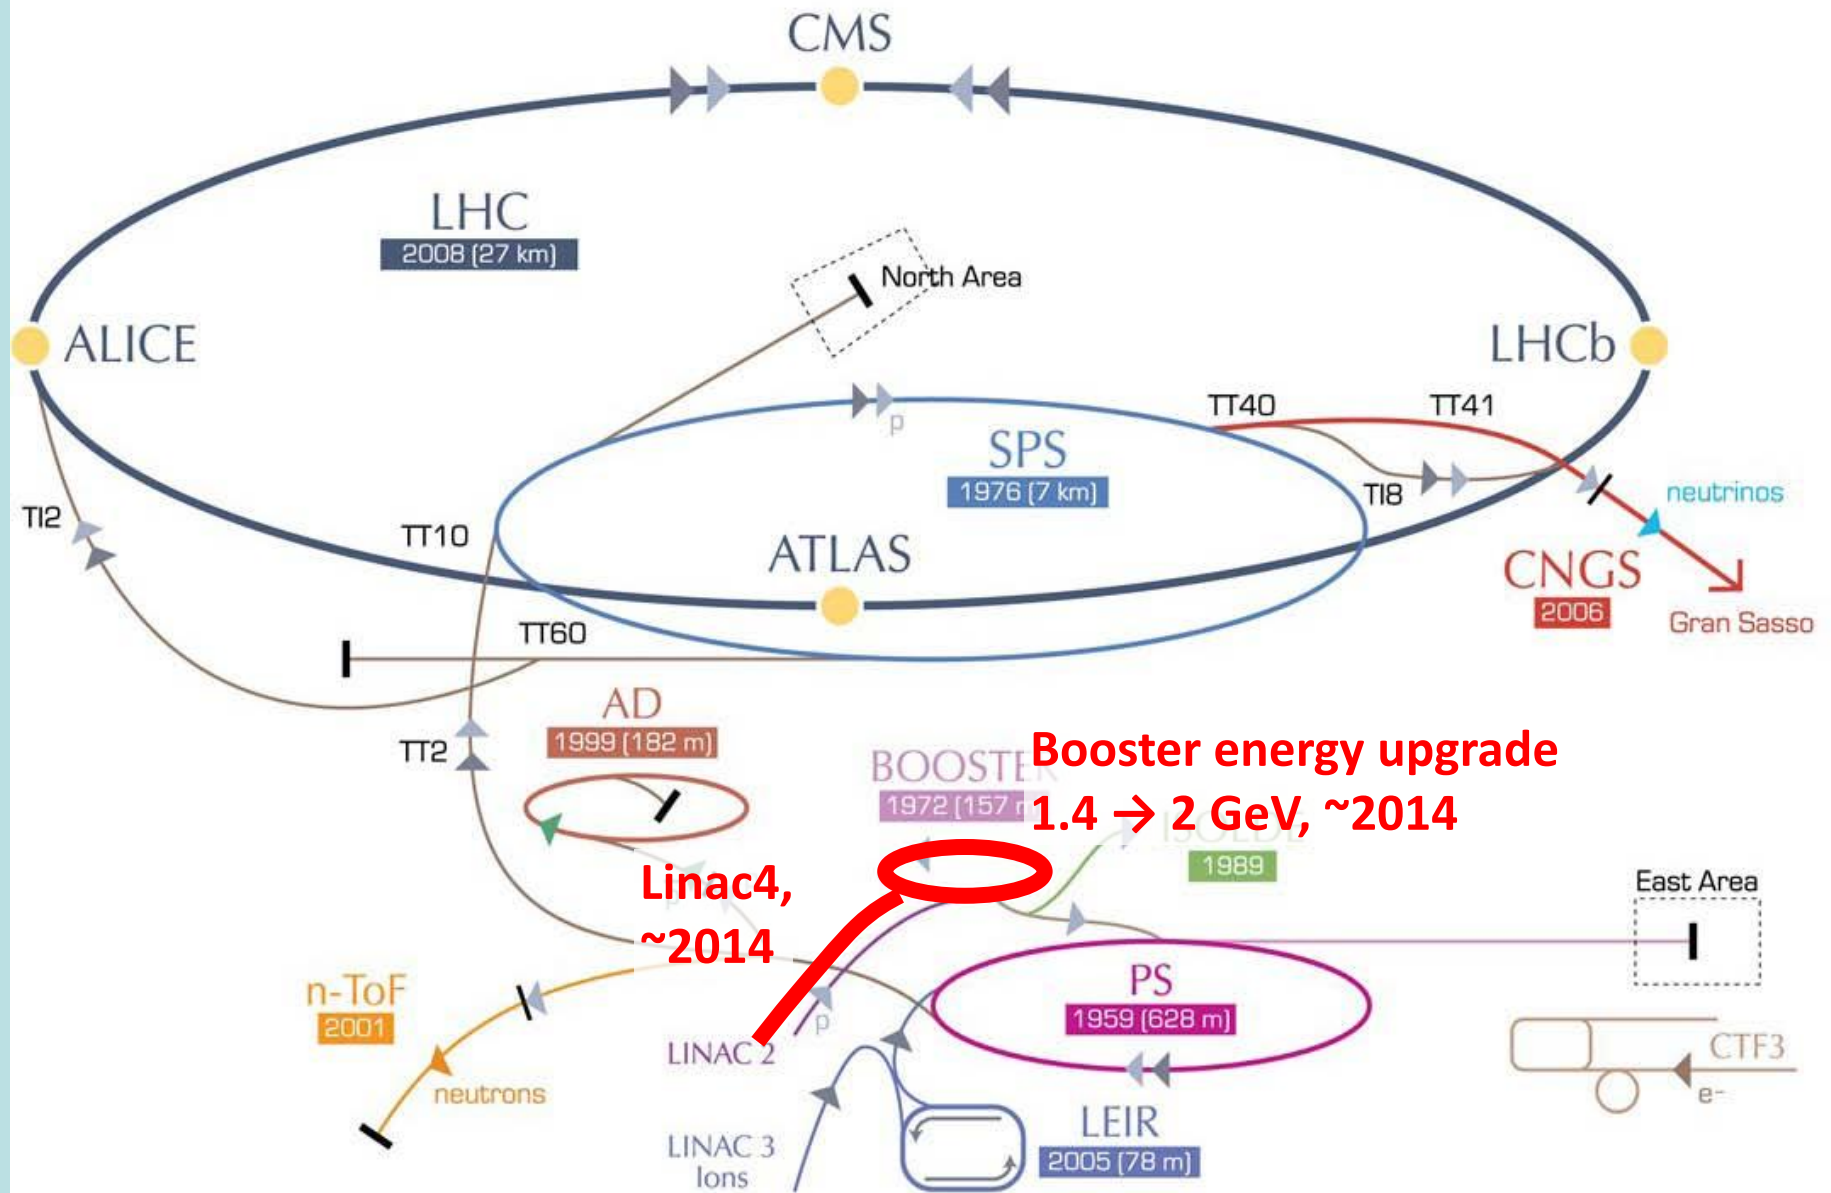 CMS
LHC
2008 (27 km)
North Area
ALICE
LHCb
TT40
TT41
p
SPS
1976 (7 km)
TI8
neutrinos
TI2
TT10
ATLAS
CNGS
2006
Gran Sasso
TT60
AD
1999 (182 m)
TT2
BOOSTER
1972 (157 m
Booster energy upgrade
1.4 → 2 GeV, ~2014
ISOLDE
1989
Linac4,
~2014
East Area
n-ToF
2001
PS
1959 (628 m)
p
LINAC 2
neutrons
CTF3
e-
LEIR
2005 (78 m)
LINAC 3
Ions